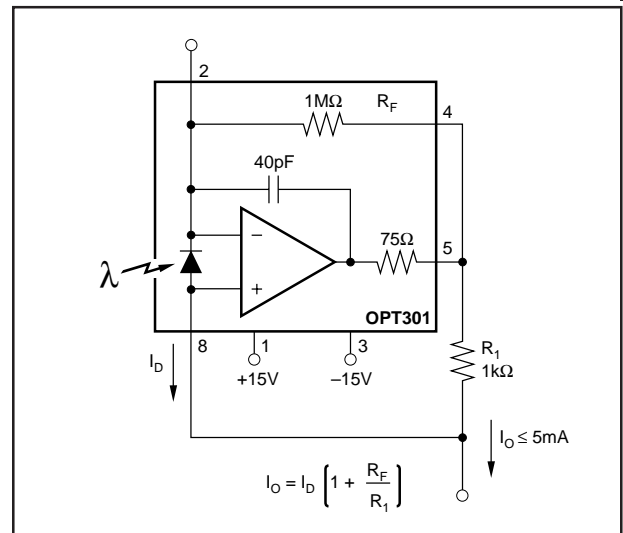 2
1MΩ
R_F
4
40pF
75Ω
5
λ
OPT301
8
1
3
I_D
+15V
–15V
R_1
1kΩ
I_O ≤ 5mA
I_O = I_D (1 + R_F / R_1)